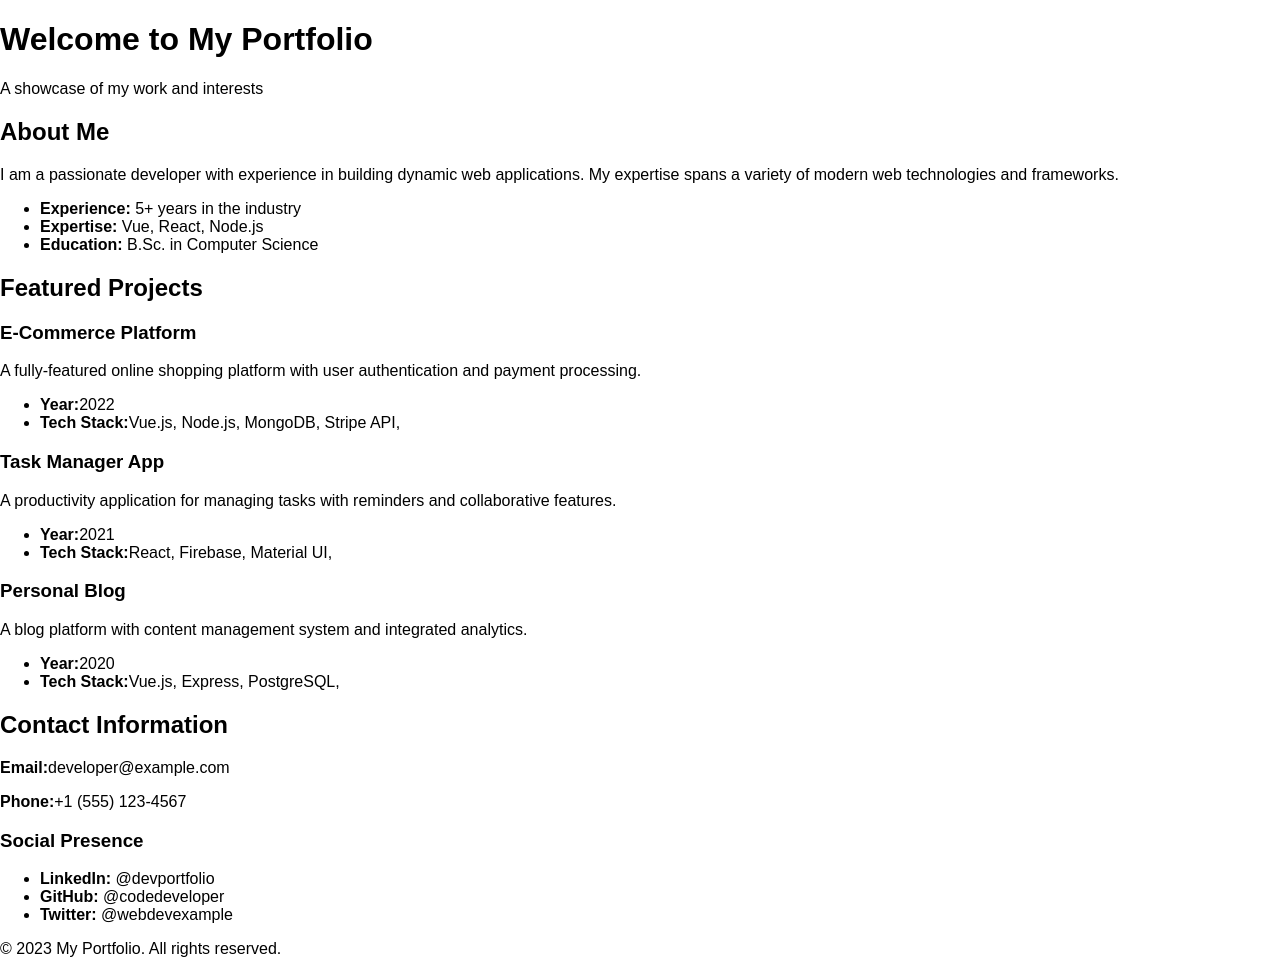 Welcome to My Portfolio
A showcase of my work and interests
About Me
I am a passionate developer with experience in building dynamic web applications. My expertise spans a variety of modern web technologies and frameworks.
Experience: 5+ years in the industry
Expertise: Vue, React, Node.js
Education: B.Sc. in Computer Science
Featured Projects
E-Commerce Platform
A fully-featured online shopping platform with user authentication and payment processing.
Year:2022
Tech Stack:Vue.js, Node.js, MongoDB, Stripe API,
Task Manager App
A productivity application for managing tasks with reminders and collaborative features.
Year:2021
Tech Stack:React, Firebase, Material UI,
Personal Blog
A blog platform with content management system and integrated analytics.
Year:2020
Tech Stack:Vue.js, Express, PostgreSQL,
Contact Information
Email:developer@example.com
Phone:+1 (555) 123-4567
Social Presence
LinkedIn: @devportfolio
GitHub: @codedeveloper
Twitter: @webdevexample
© 2023 My Portfolio. All rights reserved.